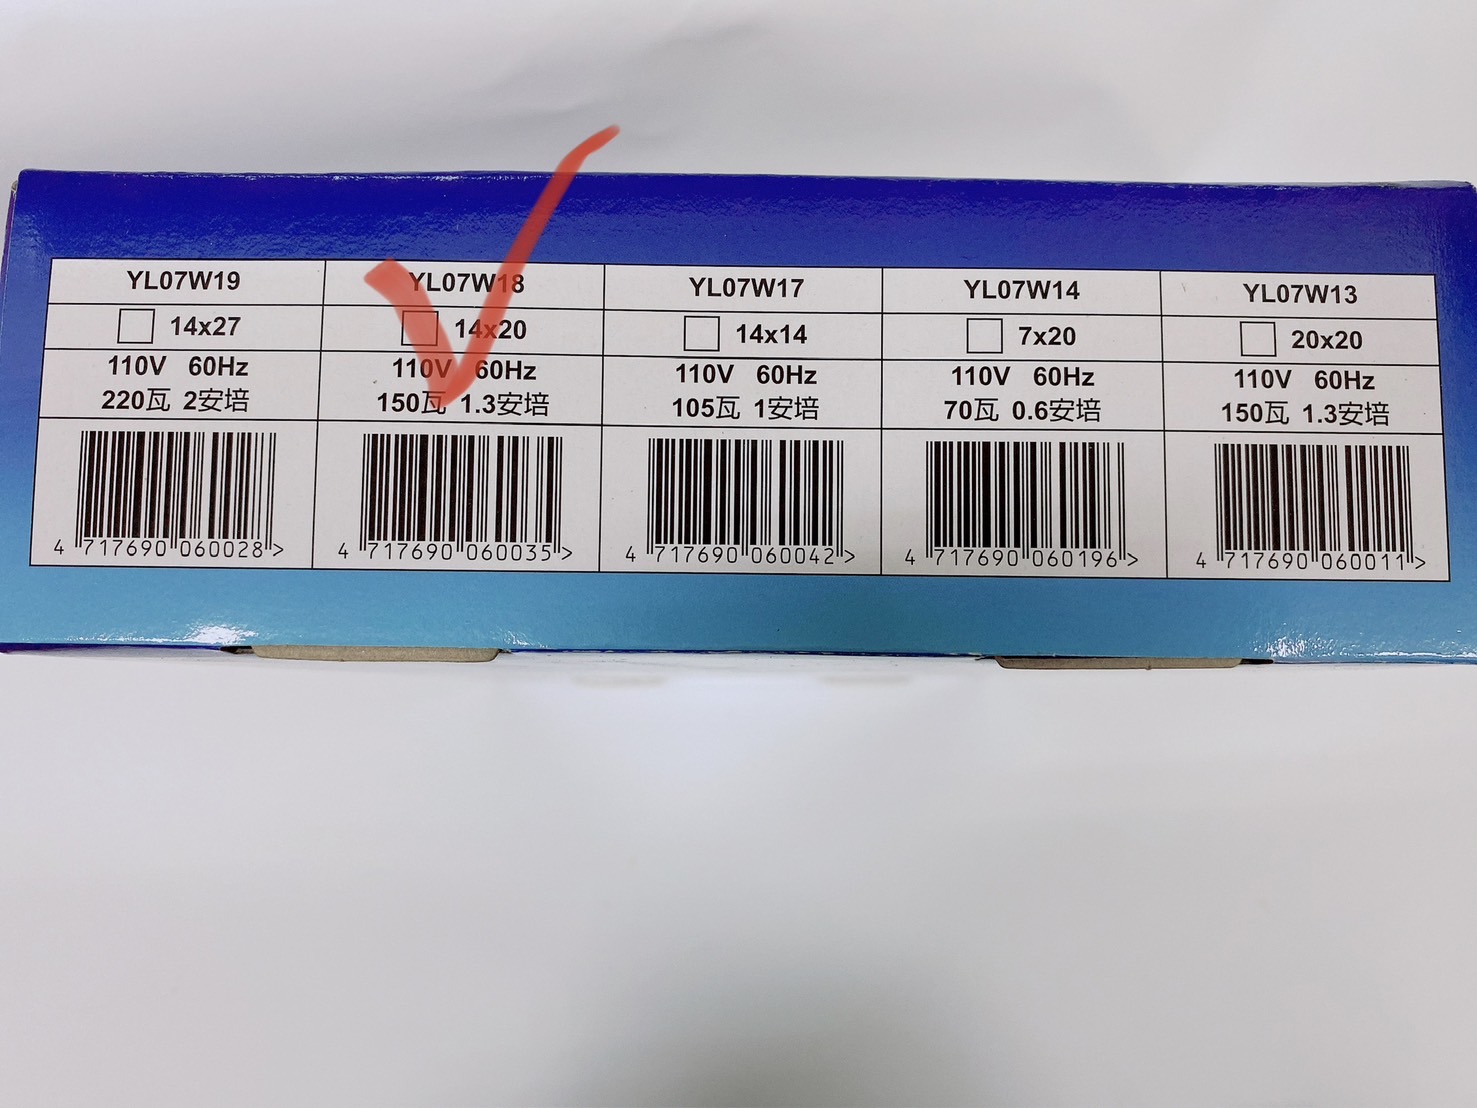 YL07W19 YL07W18 YL07W17 YL07W14 YL07W13
14x27 14x20 14x14 7x20 20x20
110V 60Hz 110V 60Hz 110V 60Hz 110V 60Hz 110V 60Hz
220瓦 2安培 150瓦 1.3安培 105瓦 1安培 70瓦 0.6安培 150瓦 1.3安培
4 717690 060028> 4 717690 060035> 4 717690 060042> 4 717690 060196> 4 717690 060011>